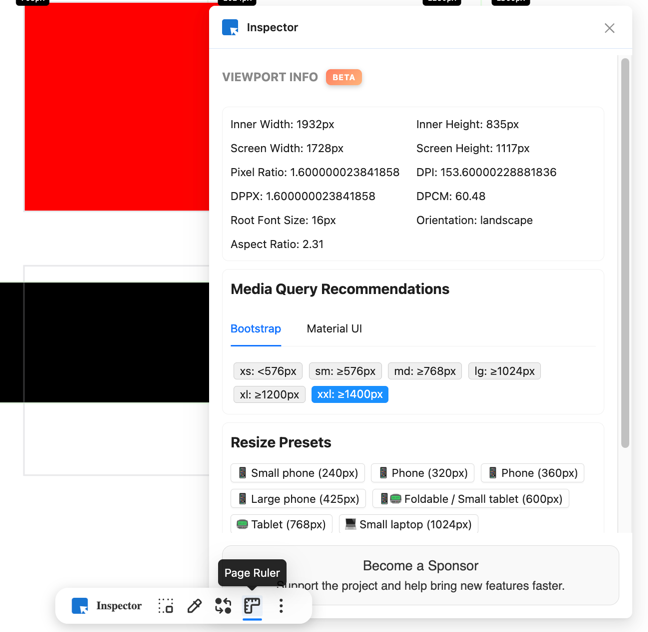 Inspector
VIEWPORT INFO BETA
Inner Width: 1932px Inner Height: 835px
Screen Width: 1728px Screen Height: 1117px
Pixel Ratio: 1.600000023841858 DPI: 153.60000228881836
DPPX: 1.600000023841858 DPCM: 60.48
Root Font Size: 16px Orientation: landscape
Aspect Ratio: 2.31
Media Query Recommendations
Bootstrap Material UI
xs: <576px sm: ≥576px md: ≥768px lg: ≥1024px
xl: ≥1200px xxl: ≥1400px
Resize Presets
Small phone (240px) Phone (320px) Phone (360px)
Large phone (425px) Foldable / Small tablet (600px)
Tablet (768px) Small laptop (1024px)
Become a Sponsor
Page Ruler
Support the project and help bring new features faster.
Inspector